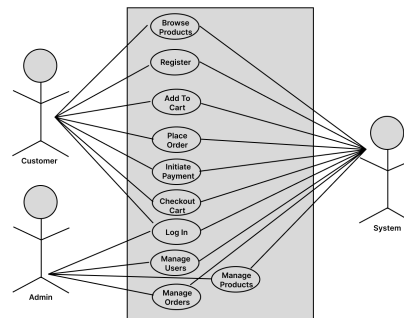 Browse
Products
Register
Add To
Cart
Place
Order
Customer
Initiate
Payment
Checkout
Cart
Log In
System
Manage
Users
Manage
Products
Admin
Manage
Orders